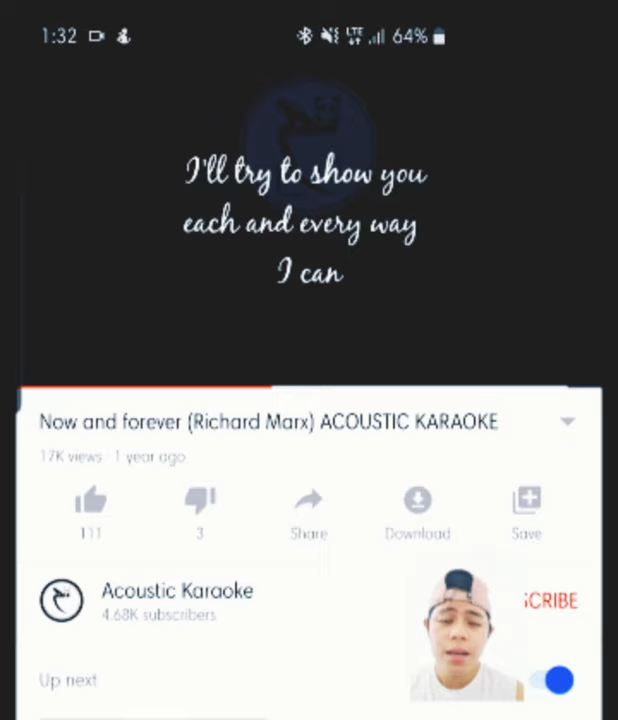 1:32 LTE 64%
I'll try to show you
each and every way
I can
Now and forever (Richard Marx) ACOUSTIC KARAOKE
17K views · 1 year ago
111 3 Share Download Save
Acoustic Karaoke SCRIBE
4.68K subscribers
Up next